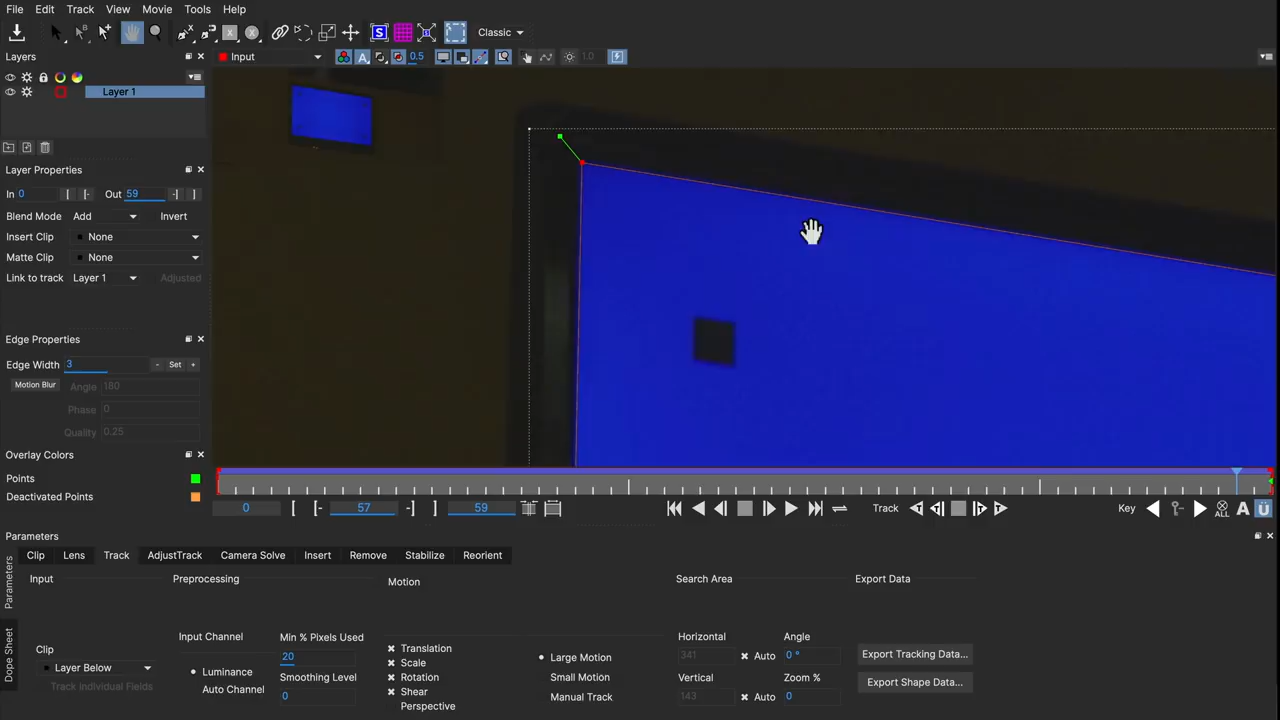 File Edit Track View Movie Tools Help
Classic
Layers
Input
0.5
1.0
Layer 1
Layer Properties
In 0 Out 59
Blend Mode Add Invert
Insert Clip None
Matte Clip None
Link to track Layer 1 Adjusted
Edge Properties
Edge Width 3 - Set +
Motion Blur Angle 180
Phase 0
Quality 0.25
Overlay Colors
Points
Deactivated Points
0 57 59 Track Key ALL A Ü
Parameters
Parameters
Dope Sheet
Clip Lens Track AdjustTrack Camera Solve Insert Remove Stabilize Reorient
Input Preprocessing Motion Search Area Export Data
Clip
Layer Below
Track Individual Fields
Input Channel
Luminance
Auto Channel
Min % Pixels Used
20
Smoothing Level
0
Translation
Scale
Rotation
Shear
Perspective
Large Motion
Small Motion
Manual Track
Horizontal
341 Auto
Vertical
143 Auto
Angle
0 °
Zoom %
0
Export Tracking Data...
Export Shape Data...